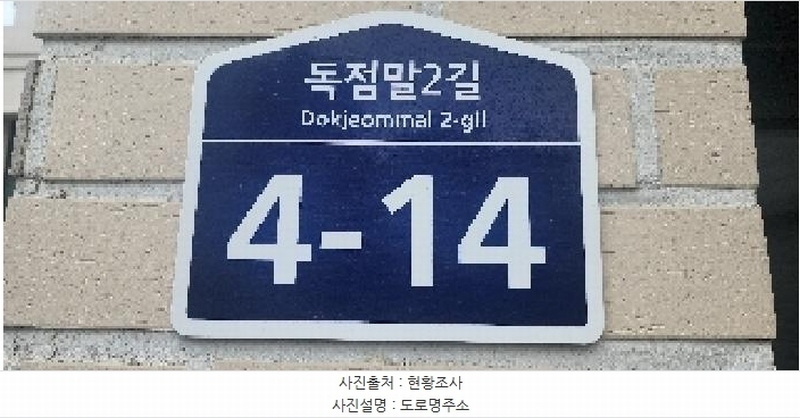 독점말2길
Dokjeommal 2-gil
4-14
사진출처 : 현황조사
사진설명 : 도로명주소